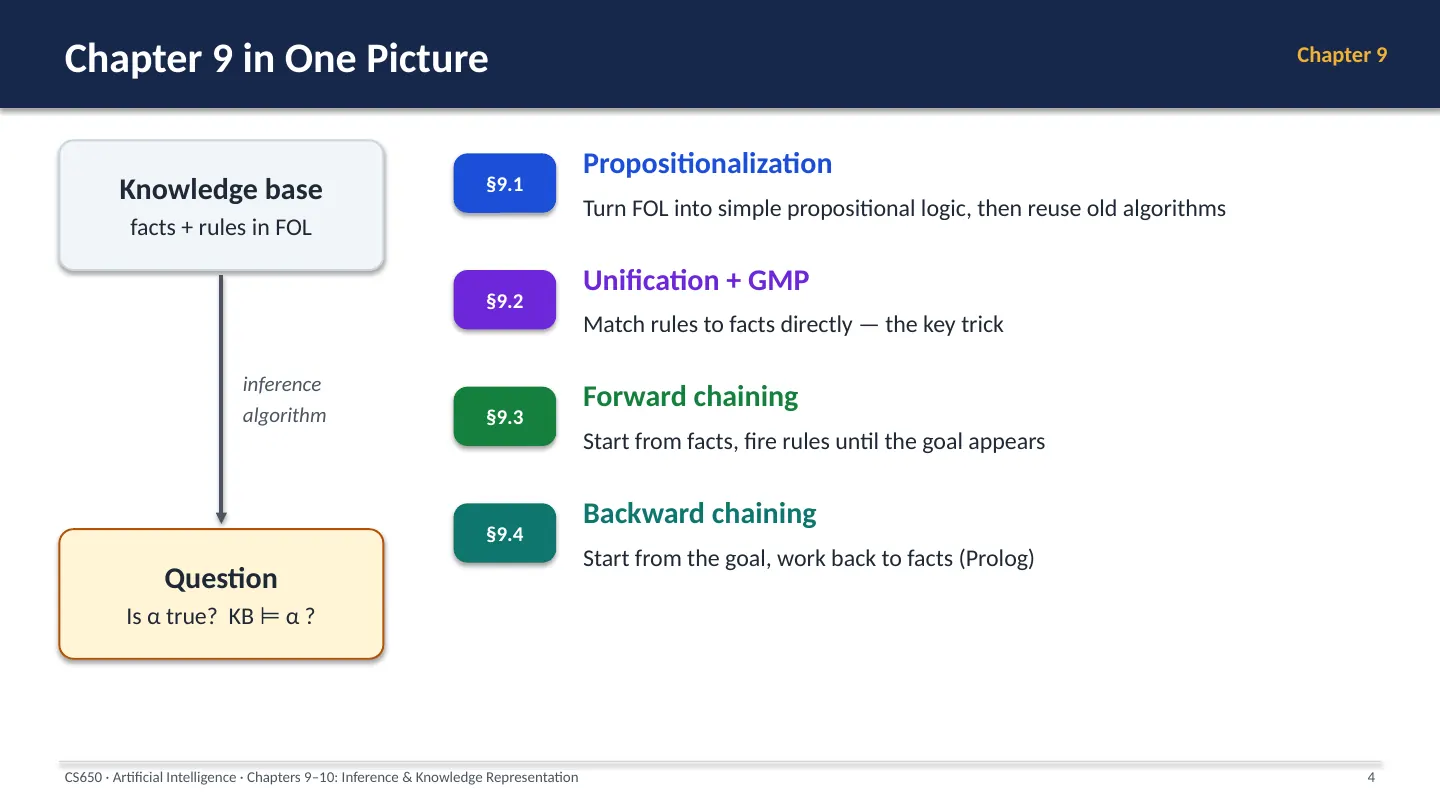 Chapter 9 in One Picture
Chapter 9
Knowledge base
facts + rules in FOL
inference
algorithm
Question
Is α true?  KB ⊨ α ?
§9.1
Propositionalization
Turn FOL into simple propositional logic, then reuse old algorithms
§9.2
Unification + GMP
Match rules to facts directly — the key trick
§9.3
Forward chaining
Start from facts, fire rules until the goal appears
§9.4
Backward chaining
Start from the goal, work back to facts (Prolog)
CS650 · Artificial Intelligence · Chapters 9–10: Inference & Knowledge Representation
4